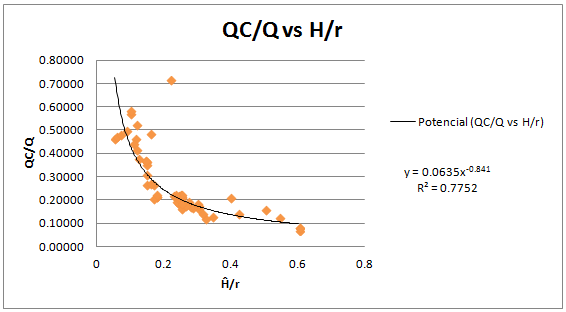 QC/Q vs H/r
0.80000
0.70000
0.60000
0.50000
0.40000
0.30000
0.20000
0.10000
0.00000
QC/Q
0 0.2 0.4 0.6 0.8
Ĥ/r
Potencial (QC/Q vs H/r)
y = 0.0635x^-0.841
R² = 0.7752